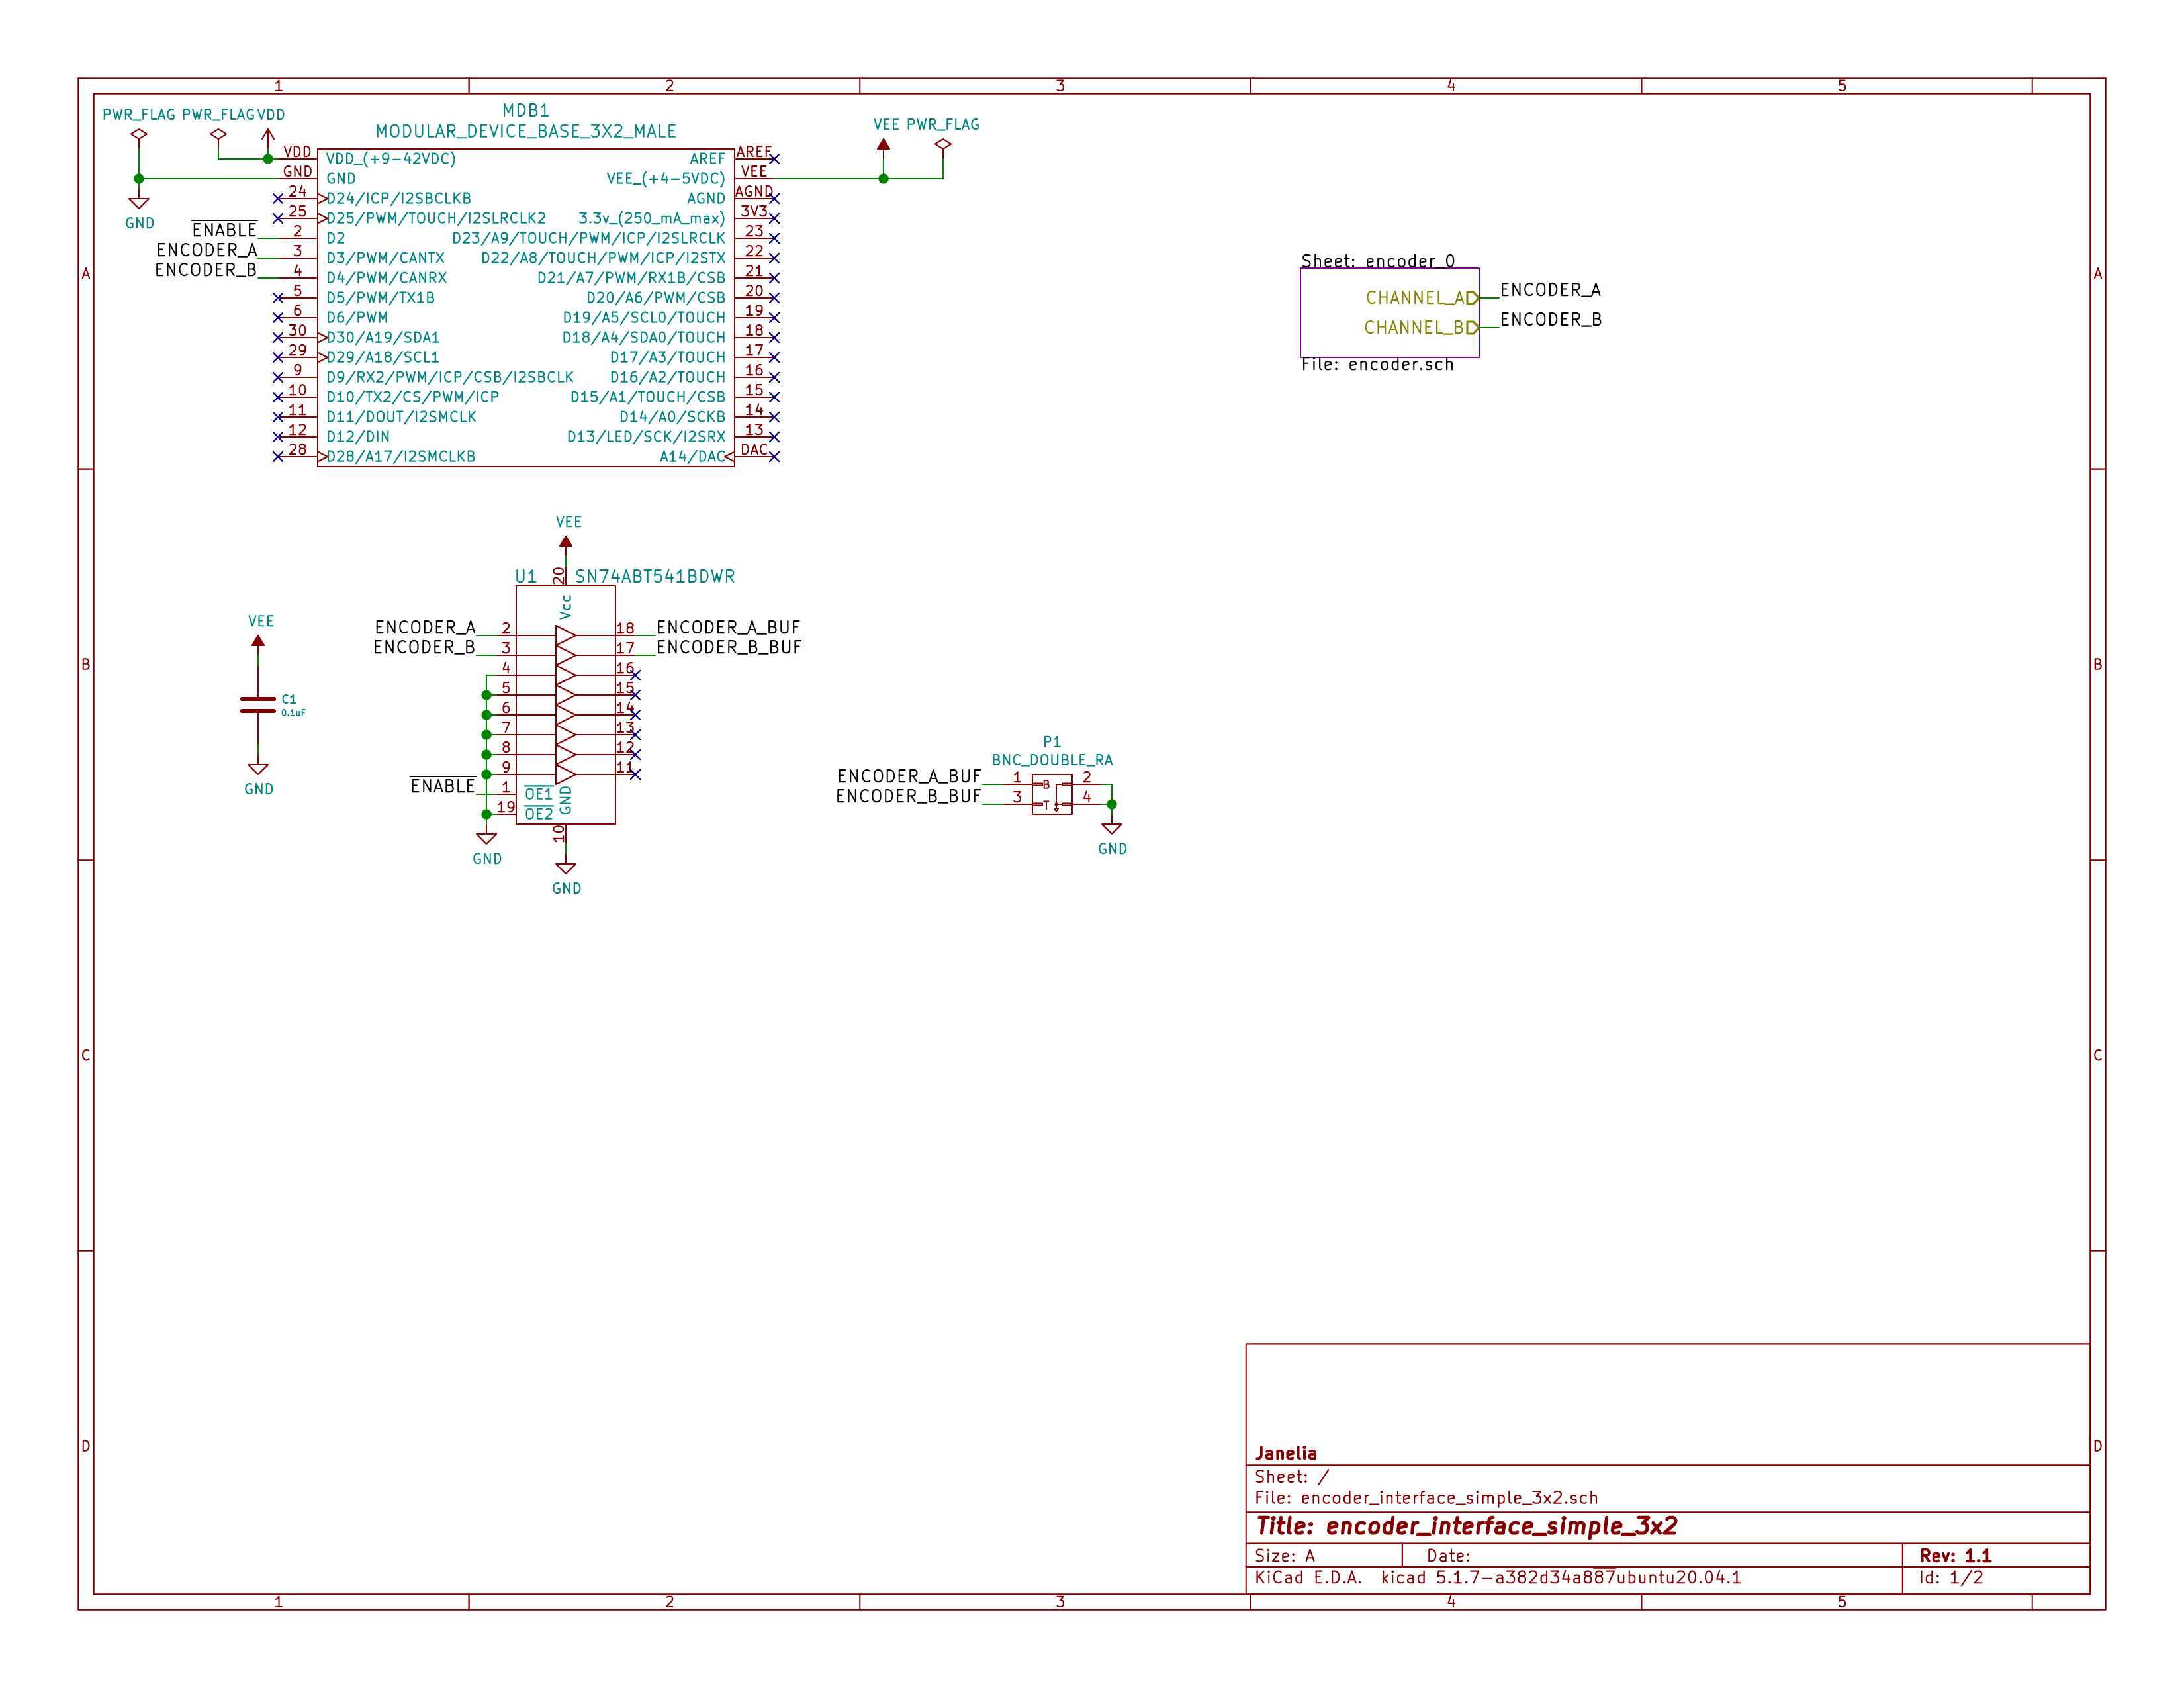 1 2 3 4 5
PWR_FLAG PWR_FLAG VDD
MDB1
MODULAR_DEVICE_BASE_3X2_MALE
VEE PWR_FLAG
VDD VDD_(+9-42VDC) AREF AREF
GND GND VEE_(+4-5VDC) VEE
24 D24/ICP/I2SBCLKB AGND AGND
GND
25 D25/PWM/TOUCH/I2SLRCLK2 3.3v_(250_mA_max) 3V3
ENABLE 2 D2 D23/A9/TOUCH/PWM/ICP/I2SLRCLK 23
ENCODER_A 3 D3/PWM/CANTX D22/A8/TOUCH/PWM/ICP/I2STX 22
ENCODER_B 4 D4/PWM/CANRX D21/A7/PWM/RX1B/CSB 21
5 D5/PWM/TX1B D20/A6/PWM/CSB 20
6 D6/PWM D19/A5/SCL0/TOUCH 19
30 D30/A19/SDA1 D18/A4/SDA0/TOUCH 18
29 D29/A18/SCL1 D17/A3/TOUCH 17
9 D9/RX2/PWM/ICP/CSB/I2SBCLK D16/A2/TOUCH 16
10 D10/TX2/CS/PWM/ICP D15/A1/TOUCH/CSB 15
11 D11/DOUT/I2SMCLK D14/A0/SCKB 14
12 D12/DIN D13/LED/SCK/I2SRX 13
28 D28/A17/I2SMCLKB A14/DAC DAC
Sheet: encoder_0
CHANNEL_A ENCODER_A
CHANNEL_B ENCODER_B
File: encoder.sch
A A
VEE
U1 20 SN74ABT541BDWR
Vcc
ENCODER_A 2 18 ENCODER_A_BUF
ENCODER_B 3 17 ENCODER_B_BUF
4 16
5 15
6 14
7 13
8 12
9 11
ENABLE 1 OE1
19 OE2
GND
10
GND
GND
VEE
C1
0.1uF
GND
B B
P1
BNC_DOUBLE_RA
ENCODER_A_BUF 1 B 2
ENCODER_B_BUF 3 T 4
GND
C C
D D
Janelia
Sheet: /
File: encoder_interface_simple_3x2.sch
Title: encoder_interface_simple_3x2
Size: A Date: Rev: 1.1
KiCad E.D.A. kicad 5.1.7-a382d34a887ubuntu20.04.1 Id: 1/2
1 2 3 4 5